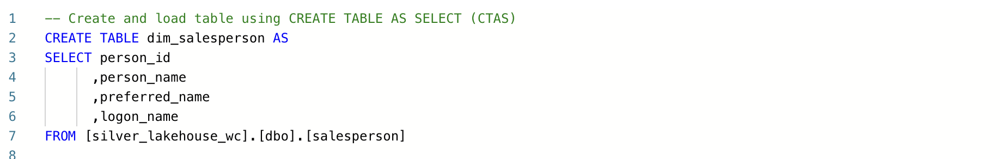 1 -- Create and load table using CREATE TABLE AS SELECT (CTAS)
2 CREATE TABLE dim_salesperson AS
3 SELECT person_id
4 ,person_name
5 ,preferred_name
6 ,logon_name
7 FROM [silver_lakehouse_wc].[dbo].[salesperson]
8